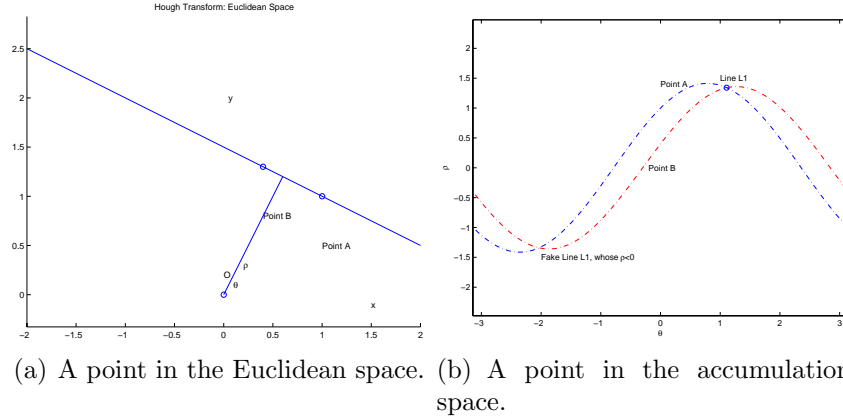 Hough Transform: Euclidean Space
2.5
2
1.5
1
0.5
0
−2 −1.5 −1 −0.5 0 0.5 1 1.5 2
y
Point B
Point A
O
ρ
θ
x
2
1.5
1
0.5
0
−0.5
−1
−1.5
−2
−3 −2 −1 0 1 2 3
ρ
θ
Line L1
Point A
Point B
Fake Line L1, whose ρ<0
(a) A point in the Euclidean space.
(b) A point in the accumulation
space.